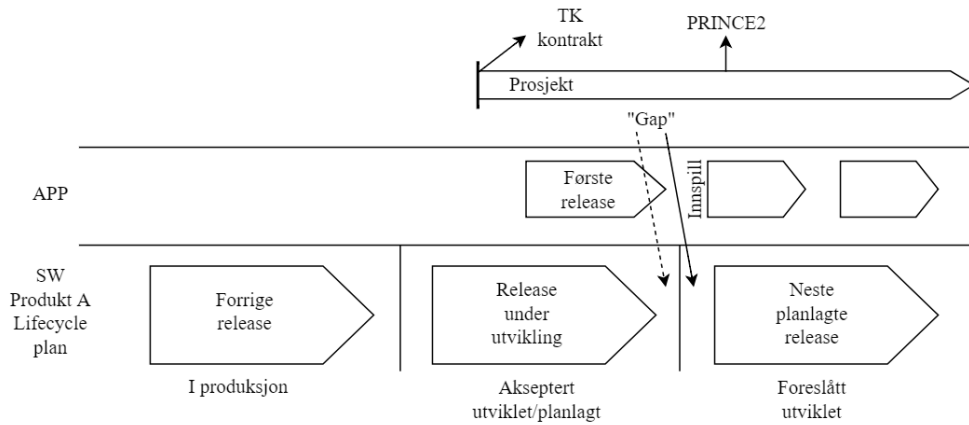 TK
kontrakt
PRINCE2
Prosjekt
"Gap"
APP
Første
release
Innspill
SW
Produkt A
Lifecycle
plan
Forrige
release
Release
under
utvikling
Neste
planlagte
release
I produksjon
Akseptert
utviklet/planlagt
Foreslått
utviklet